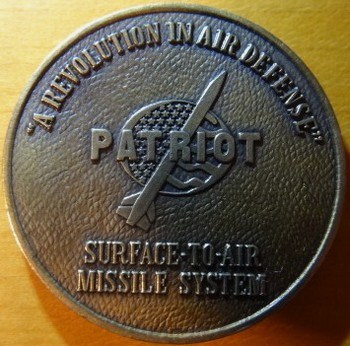 "A REVOLUTION IN AIR DEFENSE"
PATRIOT
SURFACE-TO-AIR
MISSILE SYSTEM